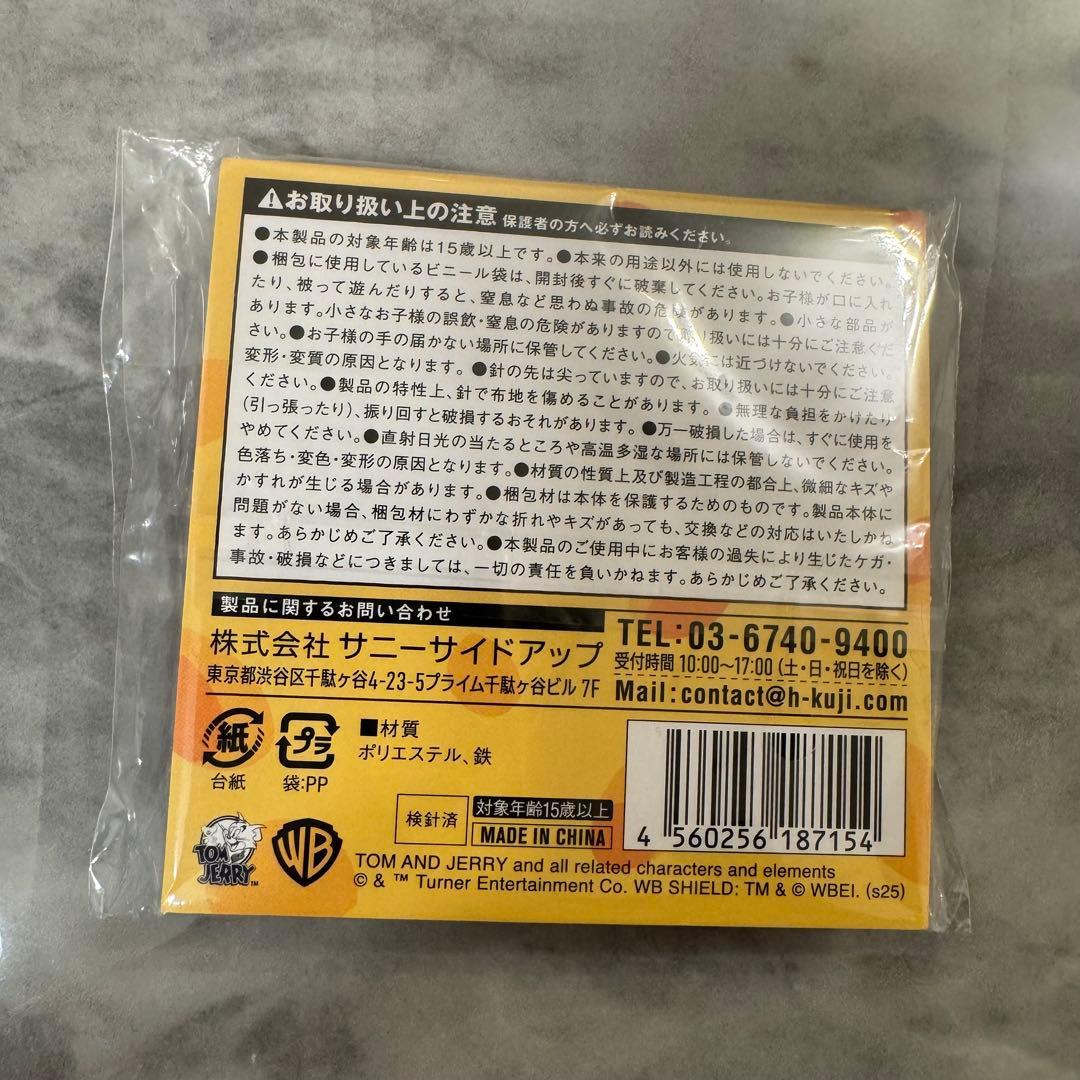 ⚠お取り扱い上の注意 保護者の方へ必ずお読みください。
●本製品の対象年齢は15歳以上です。●本来の用途以外には使用しないでください。
●梱包に使用しているビニール袋は、開封後すぐに破棄してください。お子様が口に入れ
たり、被って遊んだりすると、窒息など思わぬ事故の危険があります。●小さな部品が
あります。小さなお子様の誤飲・窒息の危険がありますので取り扱いには十分にご注意くだ
さい。●お子様の手の届かない場所に保管してください。●火気には近づけないでください。
変形・変質の原因となります。●針の先は尖っていますので、お取り扱いには十分にご注意
ください。●製品の特性上、針で布地を傷めることがあります。●無理な負担をかけたり
(引っ張ったり)、振り回すと破損するおそれがあります。●万一破損した場合は、すぐに使用を
やめてください。●直射日光の当たるところや高温多湿な場所には保管しないでください。
色落ち・変色・変形の原因となります。●材質の性質上及び製造工程の都合上、微細なキズや
かすれが生じる場合があります。●梱包材は本体を保護するためのものです。製品本体に
問題がない場合、梱包材にわずかな折れやキズがあっても、交換などの対応はいたしかね
ます。あらかじめご了承ください。●本製品のご使用中にお客様の過失により生じたケガ・
事故・破損などにつきましては、一切の責任を負いかねます。あらかじめご了承ください。
製品に関するお問い合わせ
株式会社 サニーサイドアップ
東京都渋谷区千駄ヶ谷4-23-5プライム千駄ヶ谷ビル 7F
TEL:03-6740-9400
受付時間 10:00〜17:00 (土・日・祝日を除く)
Mail:contact@h-kuji.com
紙
台紙
プラ
袋:PP
■材質
ポリエステル、鉄
検針済
対象年齢15歳以上
MADE IN CHINA
4 560256 187154
TOM AND JERRY™
WB
TOM AND JERRY and all related characters and elements
© & ™ Turner Entertainment Co. WB SHIELD: TM & © WBEI. (s25)